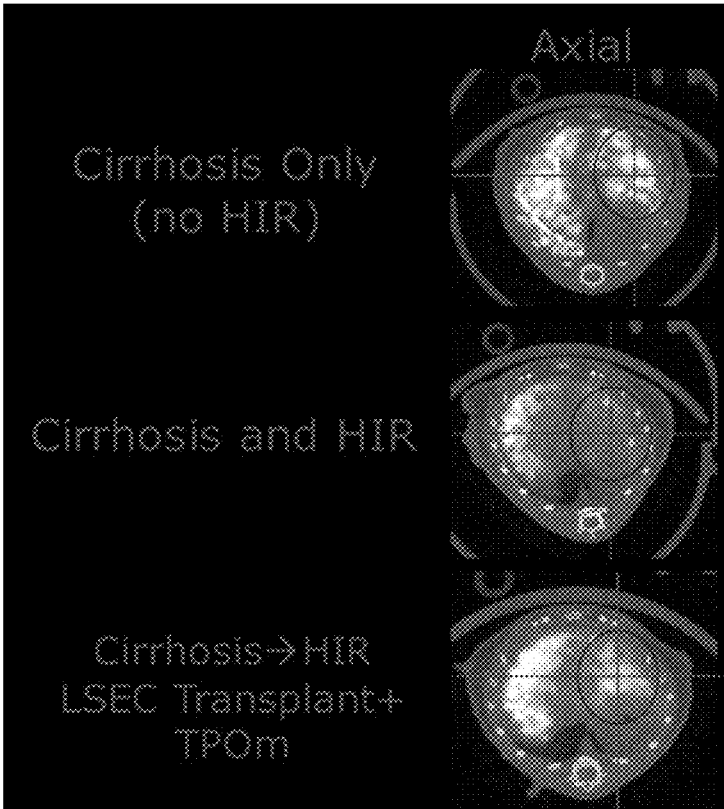 Axial
Cirrhosis Only
(no HIR)
Cirrhosis and HIR
Cirrhosis→HIR
LSEC Transplant+
TPOm